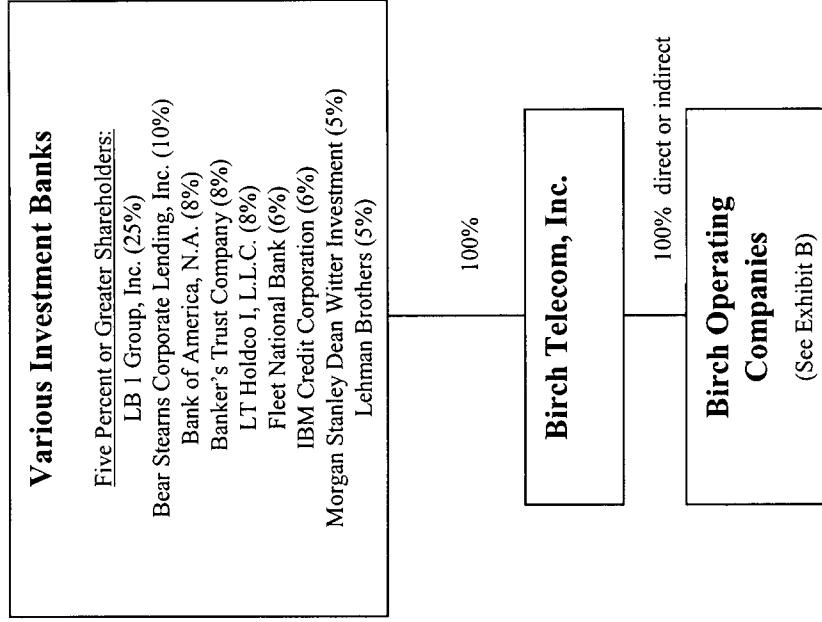 Various Investment Banks
Five Percent or Greater Shareholders:
LB 1 Group, Inc. (25%)
Bear Stearns Corporate Lending, Inc. (10%)
Bank of America, N.A. (8%)
Banker's Trust Company (8%)
LT Holdco I, L.L.C. (8%)
Fleet National Bank (6%)
IBM Credit Corporation (6%)
Morgan Stanley Dean Witter Investment (5%)
Lehman Brothers (5%)
100%
Birch Telecom, Inc.
100% direct or indirect
Birch Operating
Companies
(See Exhibit B)